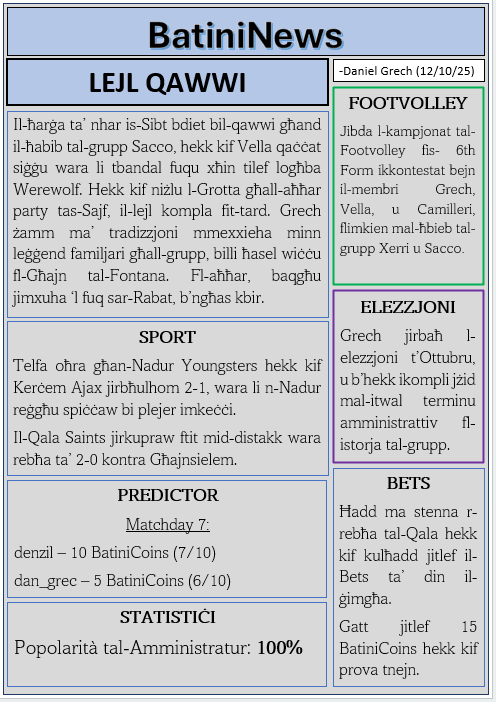 BatiniNews
LEJL QAWWI
Il-ħarġa ta’ nhar is-Sibt bdiet bil-qawwi għand
il-ħabib tal-grupp Sacco, hekk kif Vella qaċċat
siġġu wara li tbandal fuqu xħin tilef logħba
Werewolf. Hekk kif niżlu l-Grotta għall-aħħar
party tas-Sajf, il-lejl kompla fit-tard. Grech
żamm ma’ tradizzjoni mmexxieha minn
leġġend familjari għall-grupp, billi ħasel wiċċu
fl-Għajn tal-Fontana. Fl-aħħar, baqgħu
jimxuha ‘l fuq sar-Rabat, b’ngħas kbir.
SPORT
Telfa oħra għan-Nadur Youngsters hekk kif
Kerċem Ajax jirbħulhom 2-1, wara li n-Nadur
reġgħu spiċċaw bi plejer imkeċċi.
Il-Qala Saints jirkupraw ftit mid-distakk wara
rebħa ta’ 2-0 kontra Għajnsielem.
PREDICTOR
Matchday 7:
denzil – 10 BatiniCoins (7/10)
dan_grec – 5 BatiniCoins (6/10)
STATISTIĊI
Popolarità tal-Amministratur: 100%
-Daniel Grech (12/10/25)
FOOTVOLLEY
Jibda l-kampjonat tal-
Footvolley fis- 6th
Form ikkontestat bejn
il-membri Grech,
Vella, u Camilleri,
flimkien mal-ħbieb tal-
grupp Xerri u Sacco.
ELEZZJONI
Grech jirbaħ l-
elezzjoni t’Ottubru,
u b’hekk ikompli jżid
mal-itwal terminu
amministrattiv fl-
istorja tal-grupp.
BETS
Ħadd ma stenna r-
rebħa tal-Qala hekk
kif kulħadd jitlef il-
Bets ta’ din il-
ġimgħa.
Gatt jitlef 15
BatiniCoins hekk kif
prova tnejn.